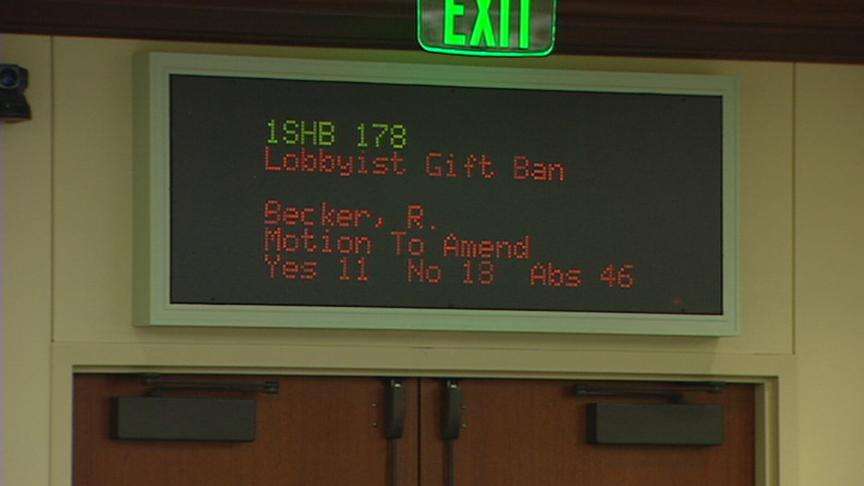 EXIT
1SHB 178
Lobbyist Gift Ban
Becker, R.
Motion To Amend
Yes 11 No 13 Abs 46